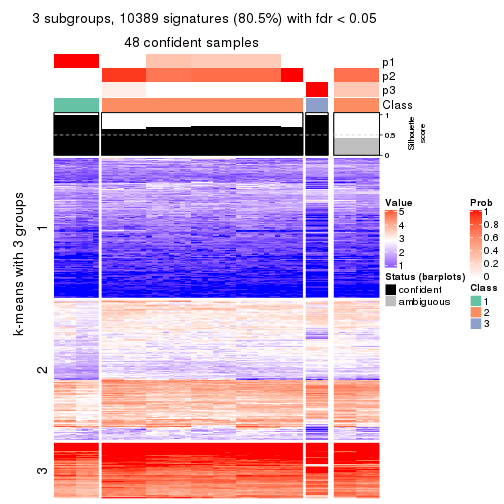 3 subgroups, 10389 signatures (80.5%) with fdr < 0.05
48 confident samples
p1
p2
p3
Class
1
0.5
0
Silhouette
score
k-means with 3 groups
1
2
3
Value
5
4
3
2
1
Status (barplots)
confident
ambiguous
Prob
1
0.8
0.6
0.4
0.2
0
Class
1
2
3